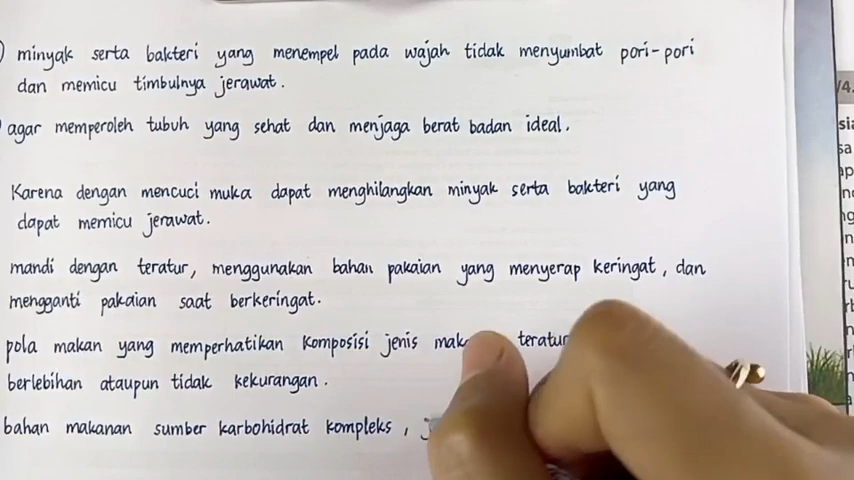 minyak serta bakteri yang menempel pada wajah tidak menyumbat pori-pori
dan memicu timbulnya jerawat.
agar memperoleh tubuh yang sehat dan menjaga berat badan ideal.
Karena dengan mencuci muka dapat menghilangkan minyak serta bakteri yang
dapat memicu jerawat.
mandi dengan teratur, menggunakan bahan pakaian yang menyerap keringat, dan
mengganti pakaian saat berkeringat.
pola makan yang memperhatikan komposisi jenis teratur
berlebihan ataupun tidak kekurangan.
bahan makanan sumber karbohidrat kompleks,